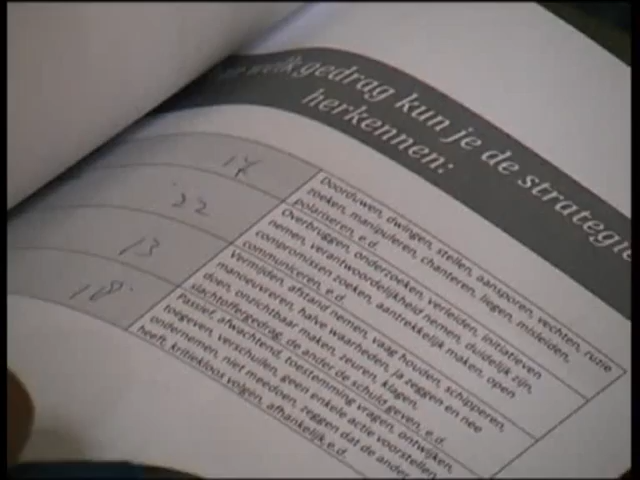 welk gedrag kun je de strategie
herkennen:
17
Doorduwen, dwingen, stellen, aansporen, vechten, ruzie
zoeken, manipuleren, chanteren, liegen, misleiden,
polariseren, e.d.
22
Overbruggen, onderzoeken, verleiden, initiatieven
nemen, verantwoordelijkheid nemen, duidelijk zijn,
compromissen zoeken, aantrekkelijk maken, open
communiceren, e.d.
13
Vermijden, afstand nemen, vaag houden, schipperen,
manoeuvreren, halve waarheden, ja zeggen en nee
doen, onzichtbaar maken, zeuren, klagen,
slachtoffergedrag, de ander de schuld geven, e.d.
18
Passief, afwachtend, toestemming vragen, ontwijken,
toegeven, verschuilen, geen enkele actie voorstellen,
ondernemen, niet meedoen, zeggen dat de ander
heeft, kritiekloos volgen, afhankelijk e.d.